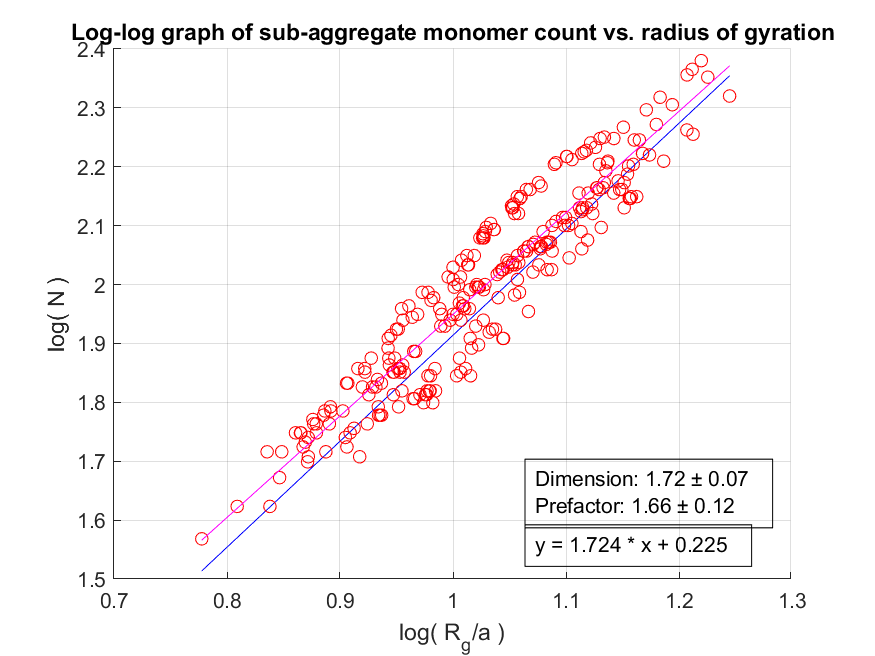 Log-log graph of sub-aggregate monomer count vs. radius of gyration
2.4
2.3
2.2
2.1
2
1.9
1.8
1.7
1.6
1.5
log( N )
Dimension: 1.72 ± 0.07
Prefactor: 1.66 ± 0.12
y = 1.724 * x + 0.225
0.7 0.8 0.9 1 1.1 1.2 1.3
log( Rg/a )